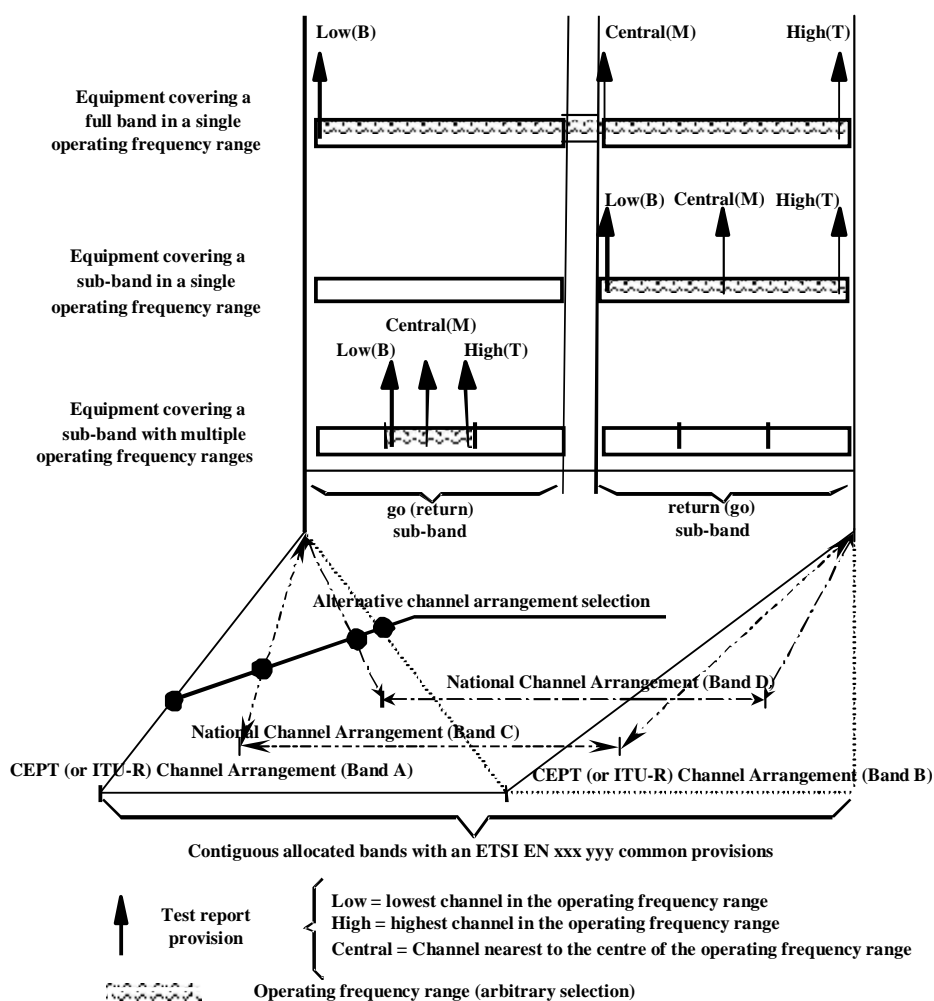 Low(B)
Central(M)
High(T)
Equipment covering a
full band in a single
operating frequency range
Low(B)
Central(M)
High(T)
Equipment covering a
sub-band in a single
operating frequency range
Central(M)
Low(B)
High(T)
Equipment covering a
sub-band with multiple
operating frequency ranges
go (return)
sub-band
return (go)
sub-band
Alternative channel arrangement selection
National Channel Arrangement (Band D)
National Channel Arrangement (Band C)
CEPT (or ITU-R) Channel Arrangement (Band A)
CEPT (or ITU-R) Channel Arrangement (Band B)
Contiguous allocated bands with an ETSI EN xxx yyy common provisions
Test report
provision
Low = lowest channel in the operating frequency range
High = highest channel in the operating frequency range
Central = Channel nearest to the centre of the operating frequency range
Operating frequency range (arbitrary selection)